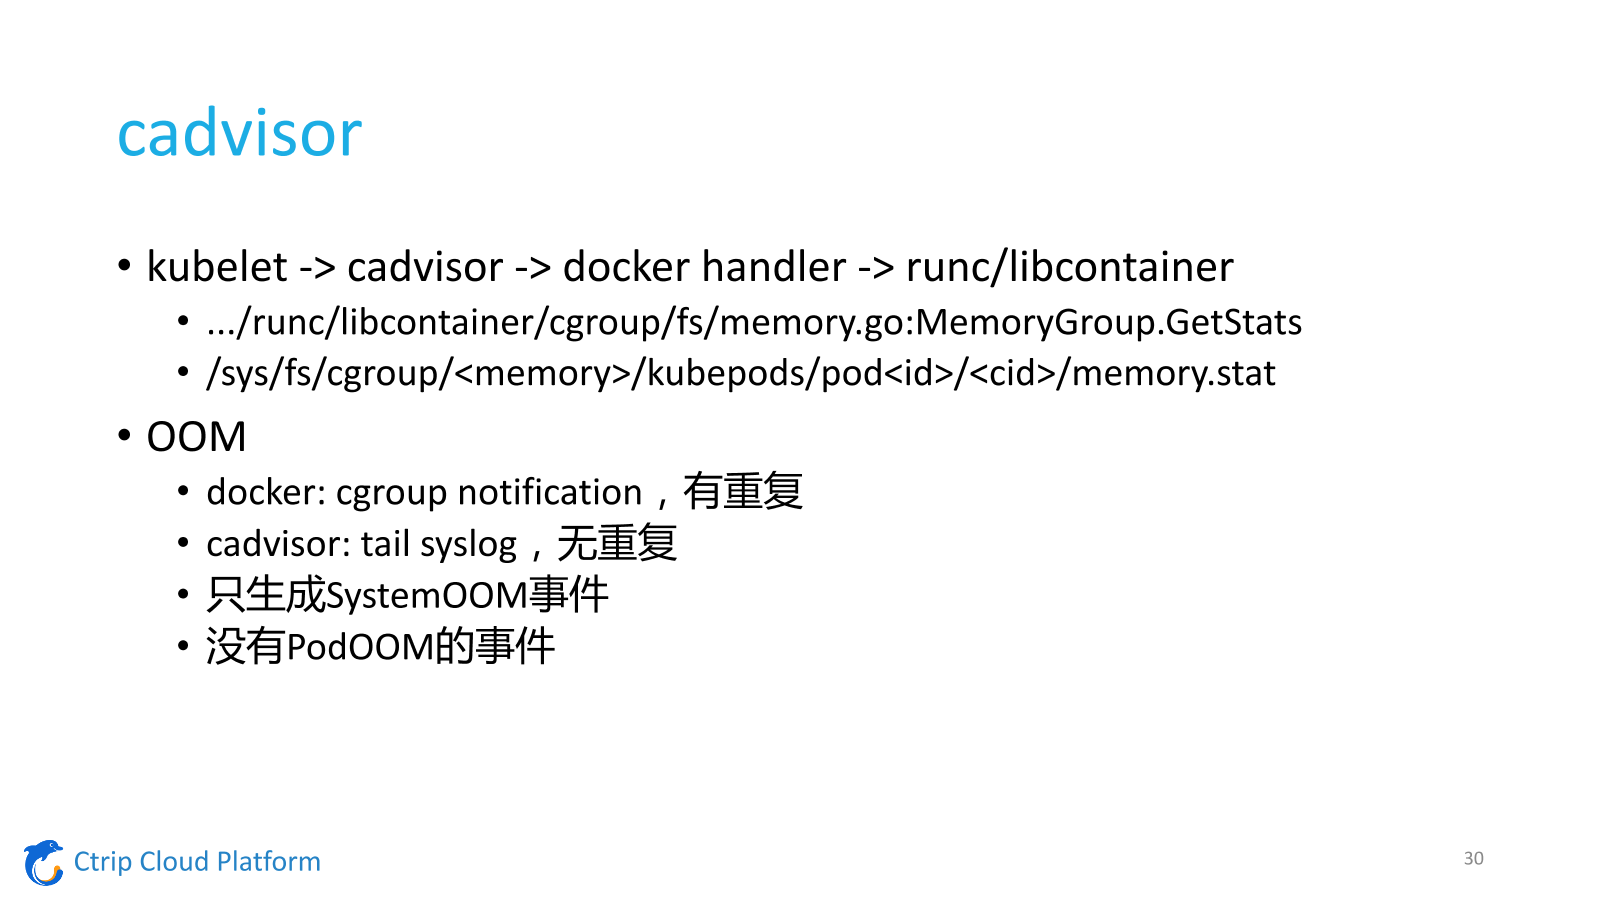 cadvisor
• kubelet -> cadvisor -> docker handler -> runc/libcontainer
• .../runc/libcontainer/cgroup/fs/memory.go:MemoryGroup.GetStats
• /sys/fs/cgroup/<memory>/kubepods/pod<id>/<cid>/memory.stat
• OOM
• docker: cgroup notification，有重复
• cadvisor: tail syslog，无重复
• 只生成SystemOOM事件
• 没有PodOOM的事件
Ctrip Cloud Platform
30